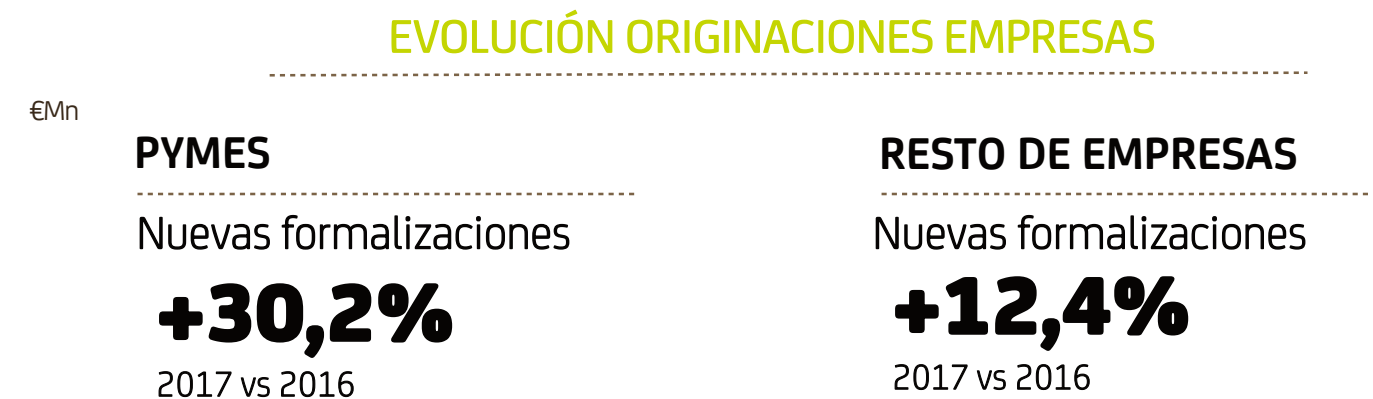 EVOLUCIÓN ORIGINACIONES EMPRESAS
€Mn
PYMES
Nuevas formalizaciones
+30,2%
2017 vs 2016
RESTO DE EMPRESAS
Nuevas formalizaciones
+12,4%
2017 vs 2016